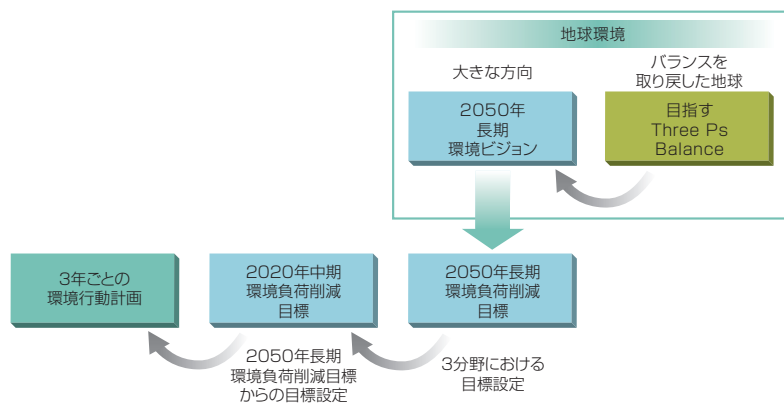 地球環境
大きな方向
バランスを
取り戻した地球
2050年
長期
環境ビジョン
目指す
Three Ps
Balance
3年ごとの
環境行動計画
2020年中期
環境負荷削減
目標
2050年長期
環境負荷削減
目標
2050年長期
環境負荷削減目標
からの目標設定
3分野における
目標設定